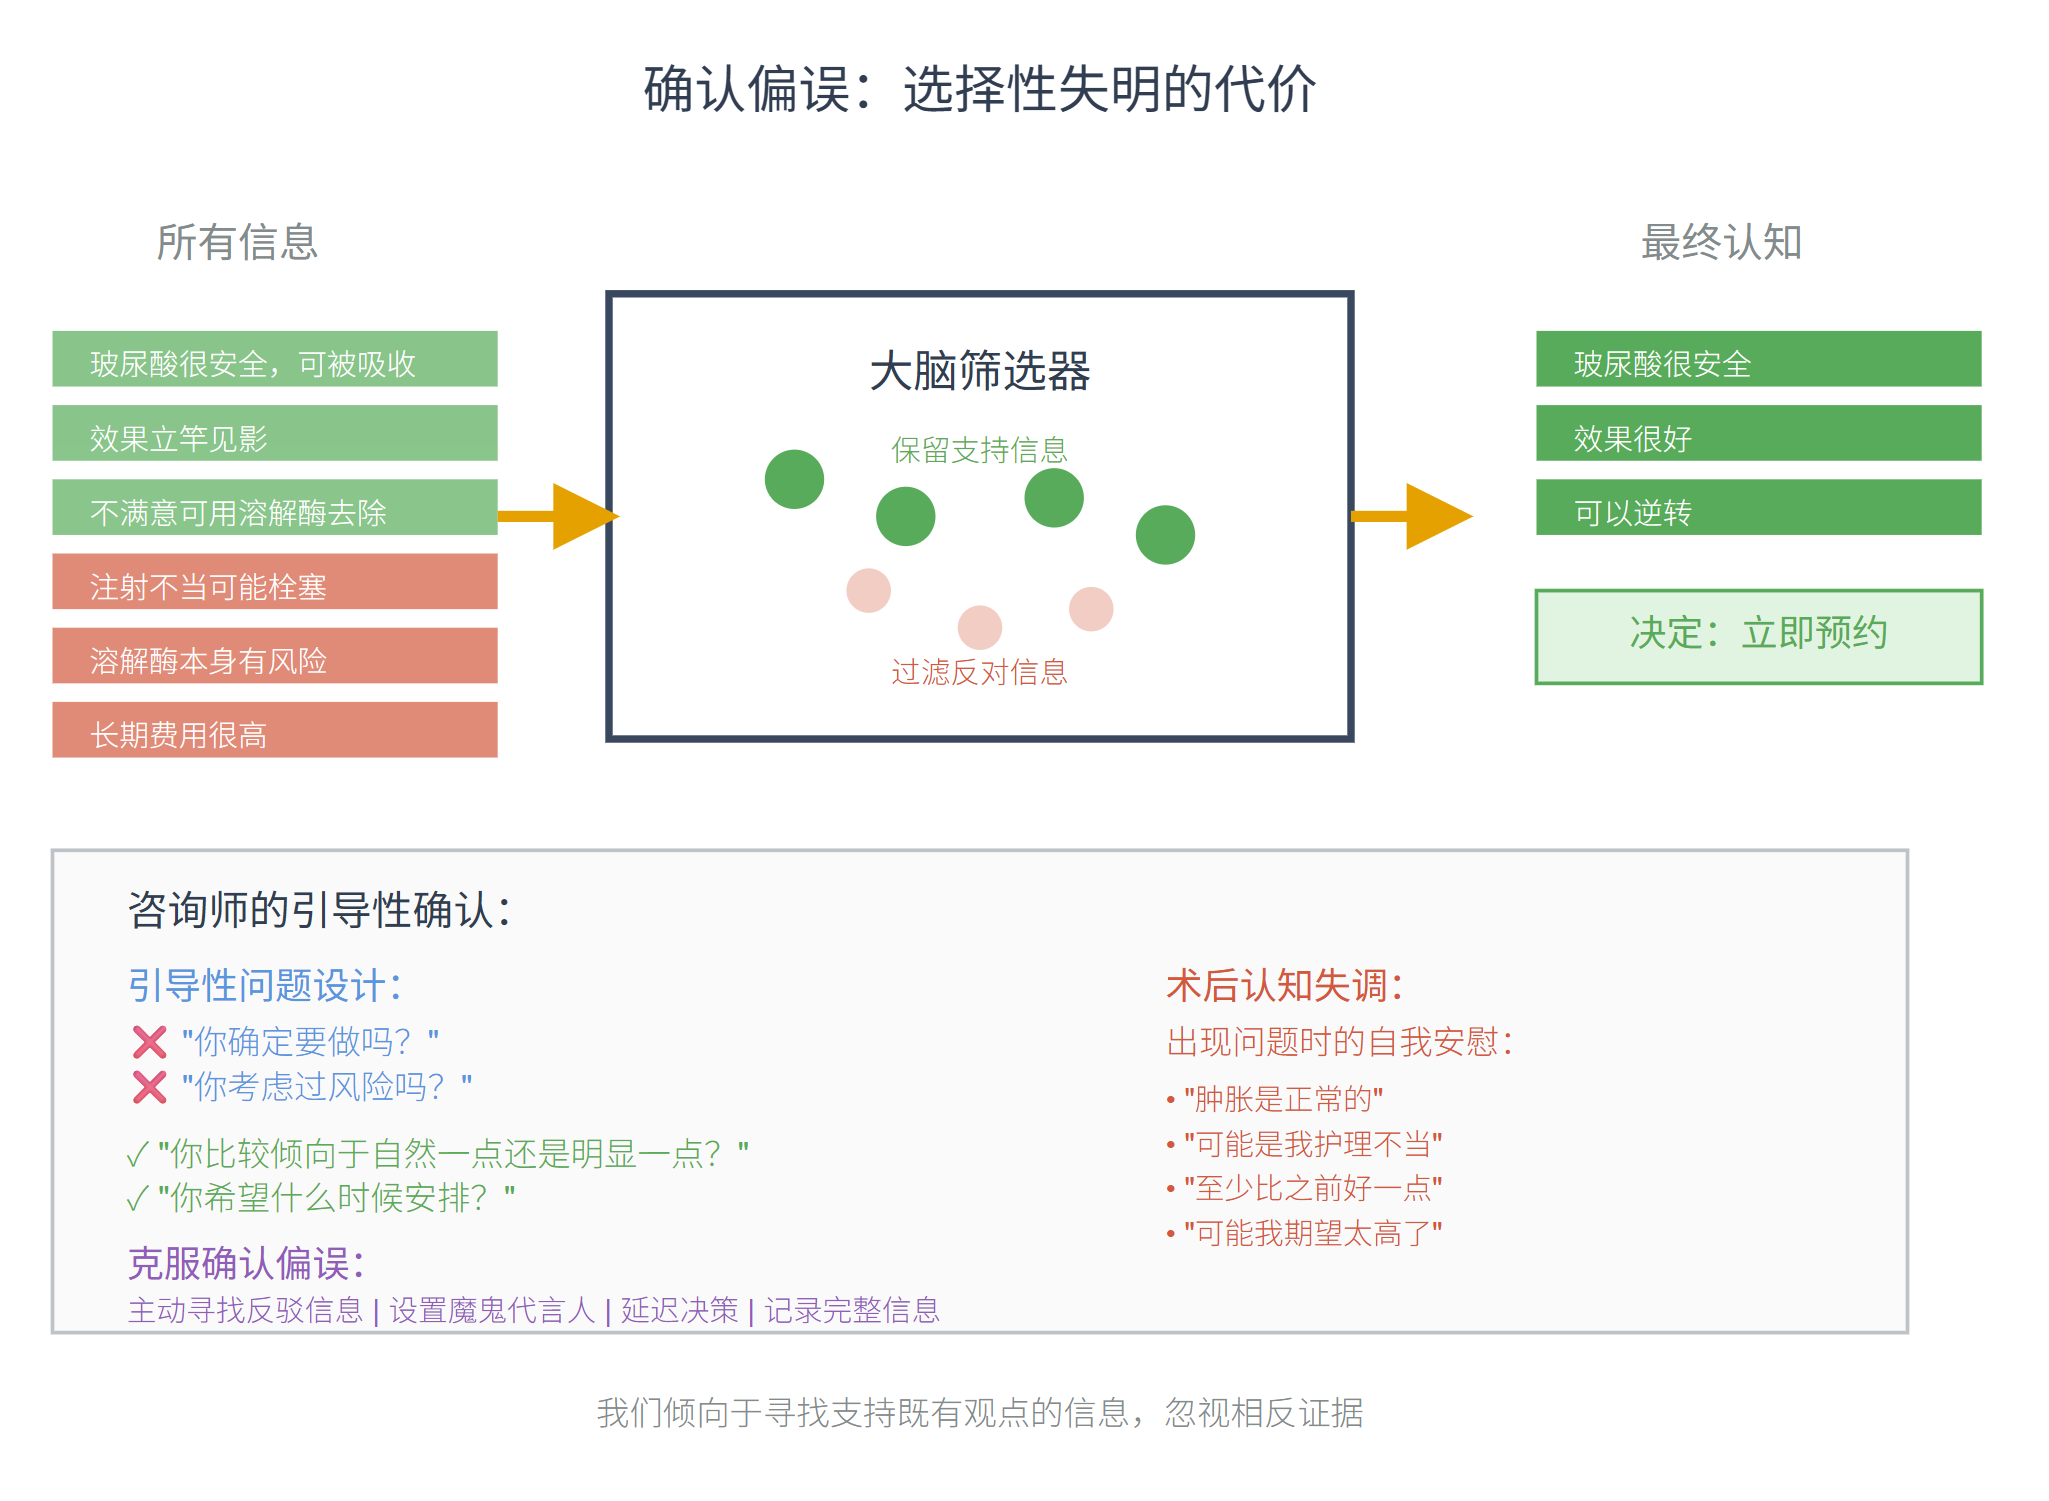 确认偏误：选择性失明的代价
所有信息
玻尿酸很安全，可被吸收
效果立竿见影
不满意可用溶解酶去除
注射不当可能栓塞
溶解酶本身有风险
长期费用很高
大脑筛选器
保留支持信息
过滤反对信息
最终认知
玻尿酸很安全
效果很好
可以逆转
决定：立即预约
咨询师的引导性确认：
引导性问题设计：
❌ "你确定要做吗？"
❌ "你考虑过风险吗？"
✓ "你比较倾向于自然一点还是明显一点？"
✓ "你希望什么时候安排？"
克服确认偏误：
主动寻找反驳信息 | 设置魔鬼代言人 | 延迟决策 | 记录完整信息
术后认知失调：
出现问题时的自我安慰：
• "肿胀是正常的"
• "可能是我护理不当"
• "至少比之前好一点"
• "可能我期望太高了"
我们倾向于寻找支持既有观点的信息，忽视相反证据